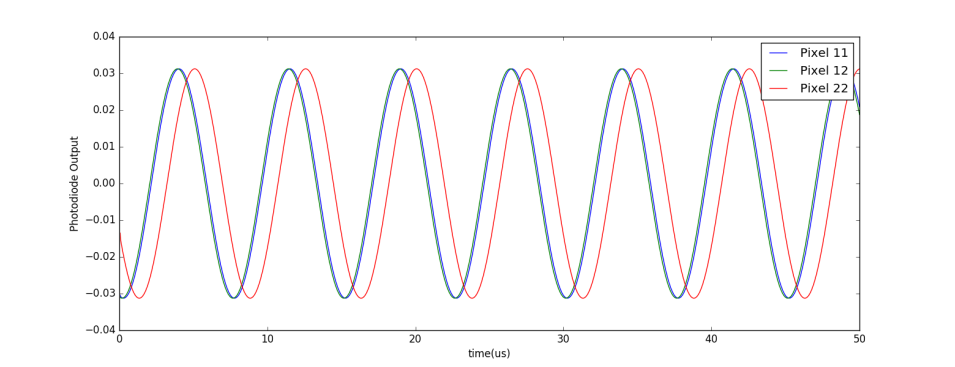 0.04
0.03
0.02
0.01
0.00
−0.01
−0.02
−0.03
−0.04
Photodiode Output
0 10 20 30 40 50
time(us)
Pixel 11
Pixel 12
Pixel 22